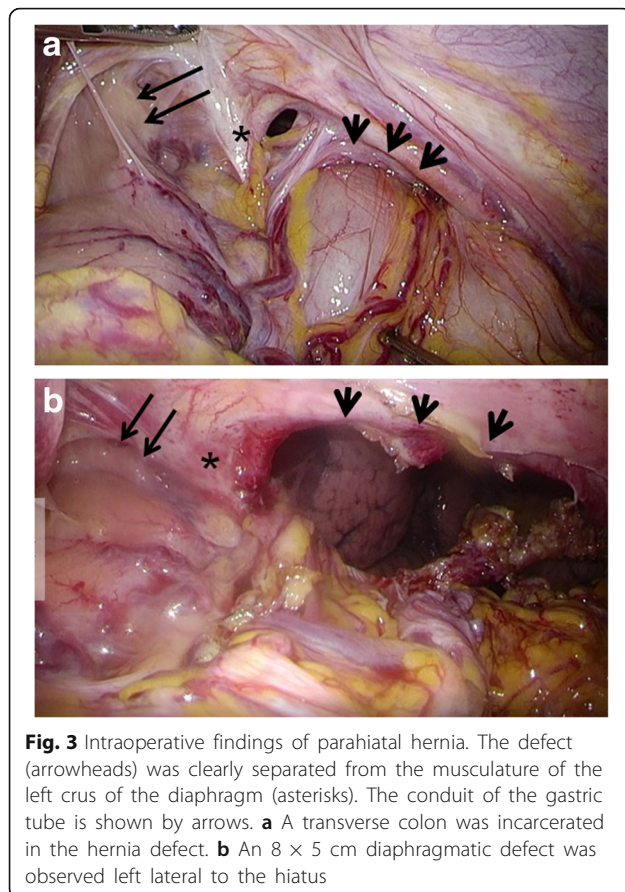 a
*
b
*
Fig. 3 Intraoperative findings of parahiatal hernia. The defect
(arrowheads) was clearly separated from the musculature of the
left crus of the diaphragm (asterisks). The conduit of the gastric
tube is shown by arrows. a A transverse colon was incarcerated
in the hernia defect. b An 8 × 5 cm diaphragmatic defect was
observed left lateral to the hiatus